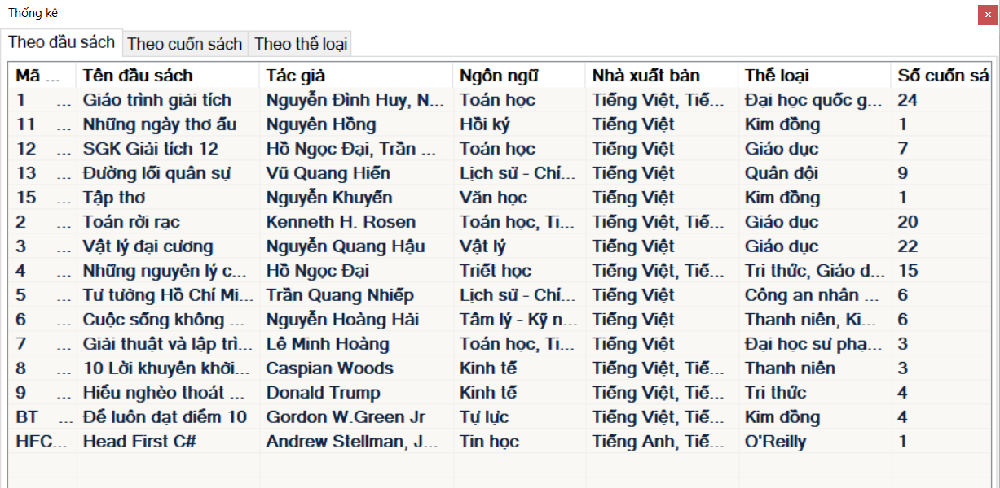 Thống kê
Theo đầu sách Theo cuốn sách Theo thể loại
Mã ... Tên đầu sách Tác giả Ngôn ngữ Nhà xuất bản Thể loại Số cuốn sá
1 ... Giáo trình giải tích Nguyễn Đình Huy, N... Toán học Tiếng Việt, Tiế... Đại học quốc g... 24
11 ... Những ngày thơ ấu Nguyên Hồng Hồi ký Tiếng Việt Kim đồng 1
12 ... SGK Giải tích 12 Hồ Ngọc Đại, Trần ... Toán học Tiếng Việt Giáo dục 7
13 ... Đường lối quân sự Vũ Quang Hiến Lịch sử - Chí... Tiếng Việt Quân đội 9
15 ... Tập thơ Nguyễn Khuyến Văn học Tiếng Việt Kim đồng 1
2 ... Toán rời rạc Kenneth H. Rosen Toán học, Ti... Tiếng Việt, Tiế... Giáo dục 20
3 ... Vật lý đại cương Nguyễn Quang Hậu Vật lý Tiếng Việt Giáo dục 22
4 ... Những nguyên lý c... Hồ Ngọc Đại Triết học Tiếng Việt, Tiế... Tri thức, Giáo d... 15
5 ... Tư tưởng Hồ Chí Mi... Trần Quang Nhiếp Lịch sử - Chí... Tiếng Việt Công an nhân ... 6
6 ... Cuộc sống không ... Nguyễn Hoàng Hải Tâm lý - Kỹ n... Tiếng Việt Thanh niên, Ki... 6
7 ... Giải thuật và lập trì... Lê Minh Hoàng Toán học, Ti... Tiếng Việt Đại học sư phạ... 3
8 ... 10 Lời khuyên khởi... Caspian Woods Kinh tế Tiếng Việt, Tiế... Thanh niên 3
9 ... Hiểu nghèo thoát ... Donald Trump Kinh tế Tiếng Việt, Tiế... Tri thức 4
BT ... Để luôn đạt điểm 10 Gordon W.Green Jr Tự lực Tiếng Việt, Tiế... Kim đồng 4
HFC... Head First C# Andrew Stellman, J... Tin học Tiếng Anh, Tiế... O'Reilly 1